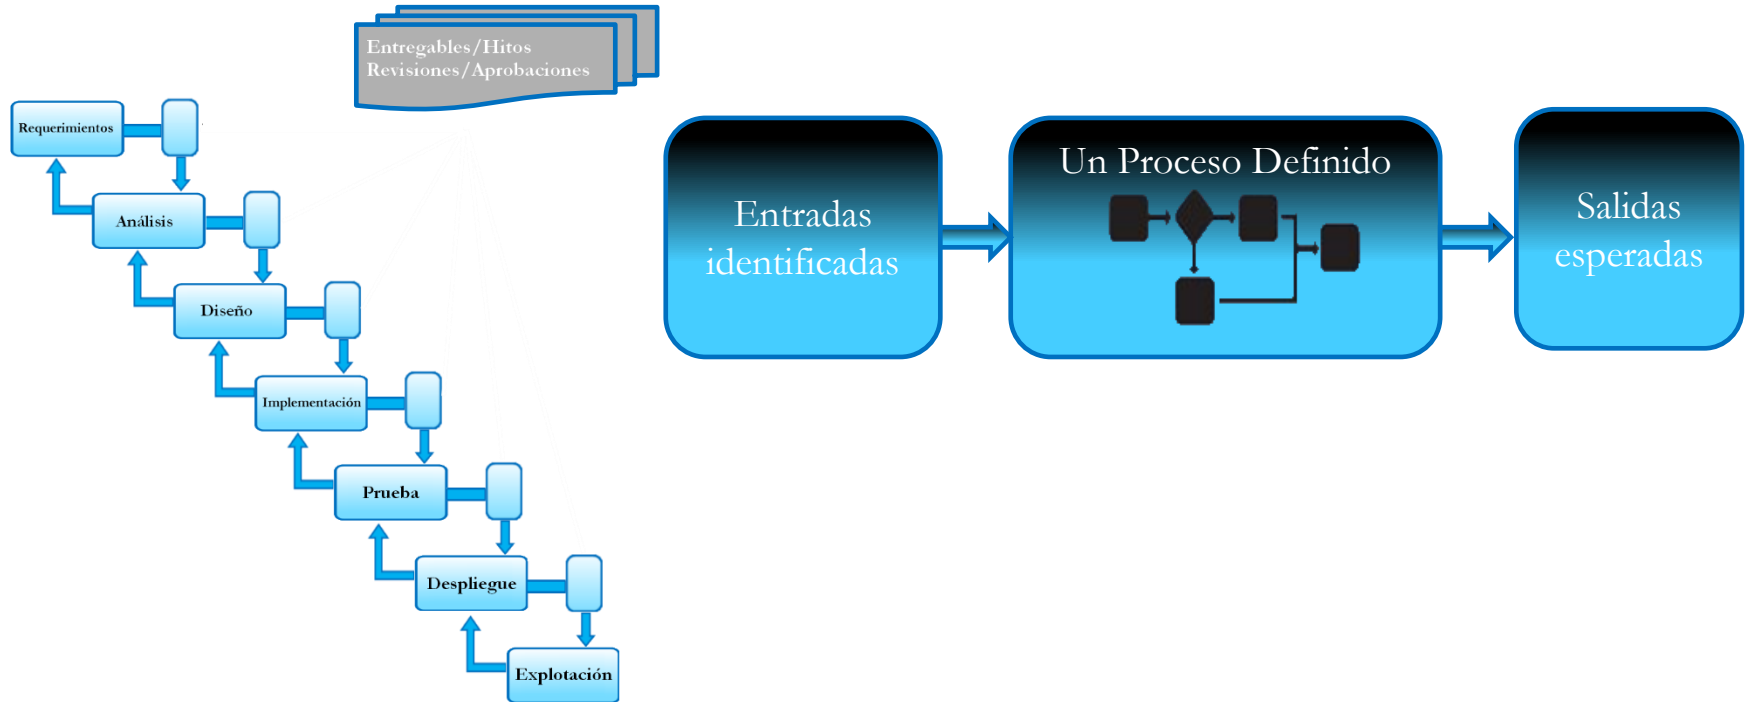 Entregables/Hitos
Revisiones/Aprobaciones
Requerimientos
Análisis
Diseño
Implementación
Prueba
Despliegue
Explotación
Entradas
identificadas
Un Proceso Definido
Salidas
esperadas